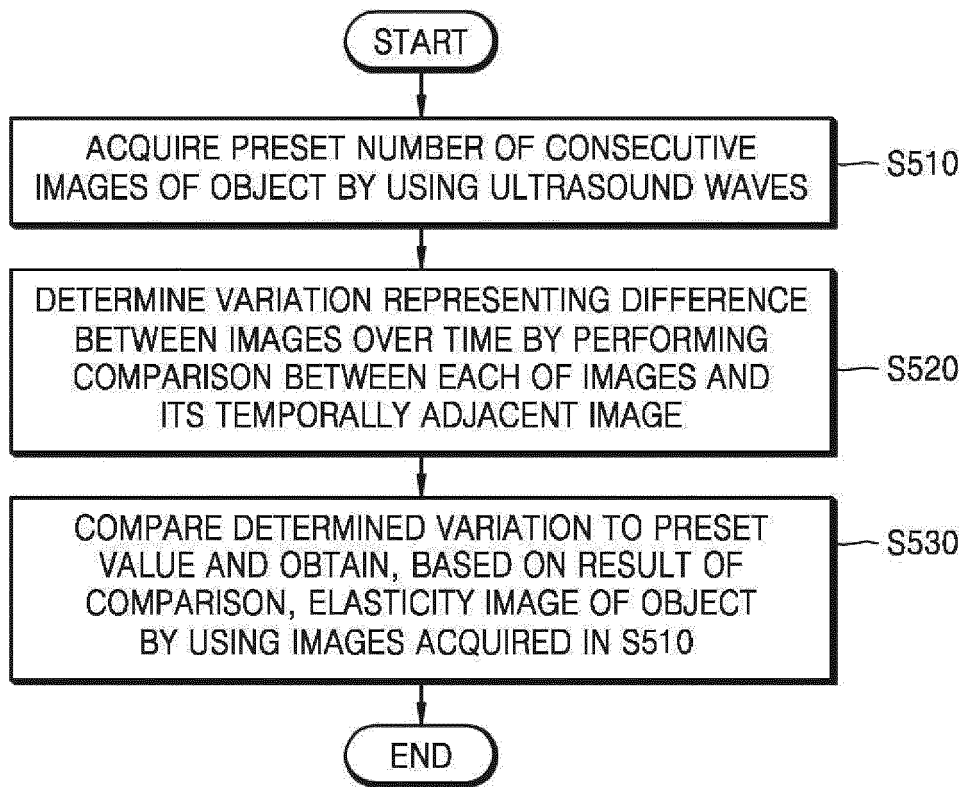 START
ACQUIRE PRESET NUMBER OF CONSECUTIVE
IMAGES OF OBJECT BY USING ULTRASOUND WAVES
S510
DETERMINE VARIATION REPRESENTING DIFFERENCE
BETWEEN IMAGES OVER TIME BY PERFORMING
COMPARISON BETWEEN EACH OF IMAGES AND
ITS TEMPORALLY ADJACENT IMAGE
S520
COMPARE DETERMINED VARIATION TO PRESET
VALUE AND OBTAIN, BASED ON RESULT OF
COMPARISON, ELASTICITY IMAGE OF OBJECT
BY USING IMAGES ACQUIRED IN S510
S530
END